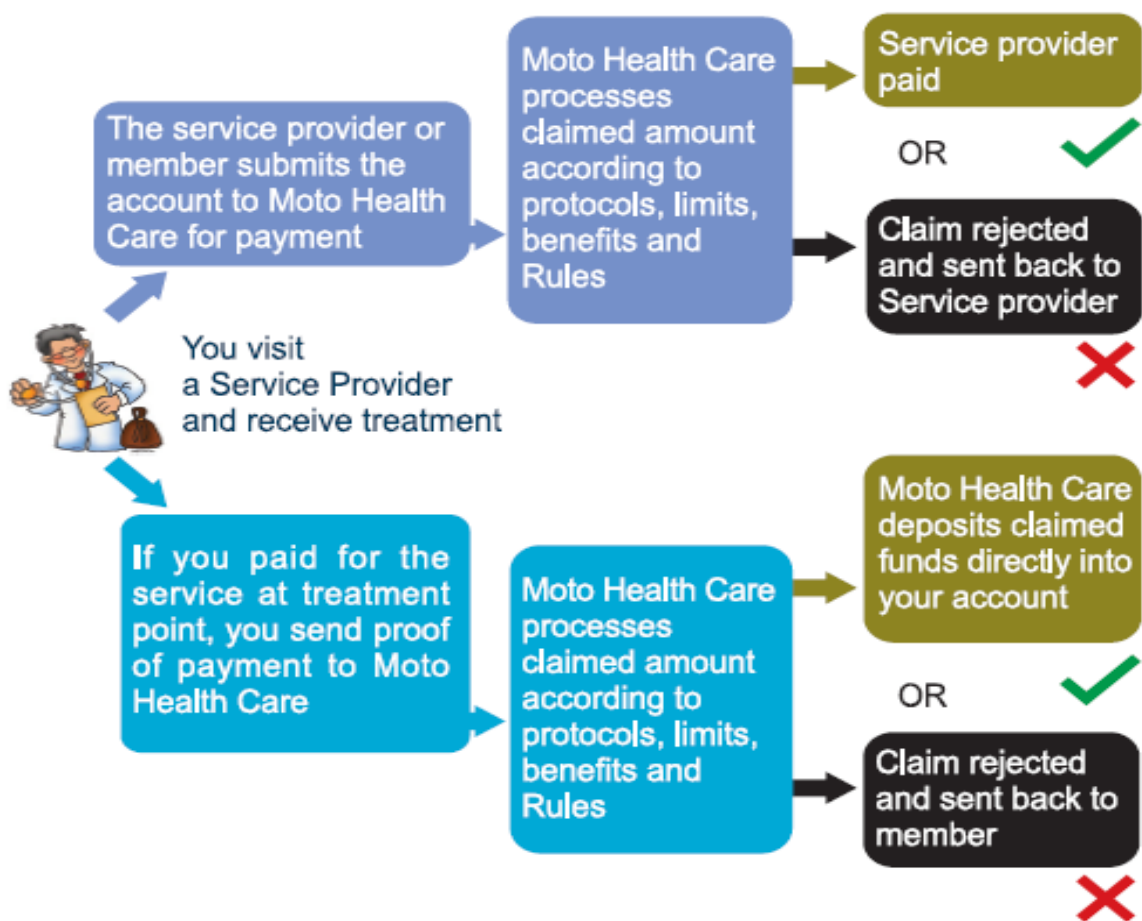 The service provider or
member submits the
account to Moto Health
Care for payment
Moto Health Care
processes
claimed amount
according to
protocols, limits,
benefits and
Rules
Service provider
paid
OR
Claim rejected
and sent back to
Service provider
You visit
a Service Provider
and receive treatment
If you paid for the
service at treatment
point, you send proof
of payment to Moto
Health Care
Moto Health Care
processes
claimed amount
according to
protocols, limits,
benefits and
Rules
Moto Health Care
deposits claimed
funds directly into
your account
OR
Claim rejected
and sent back to
member